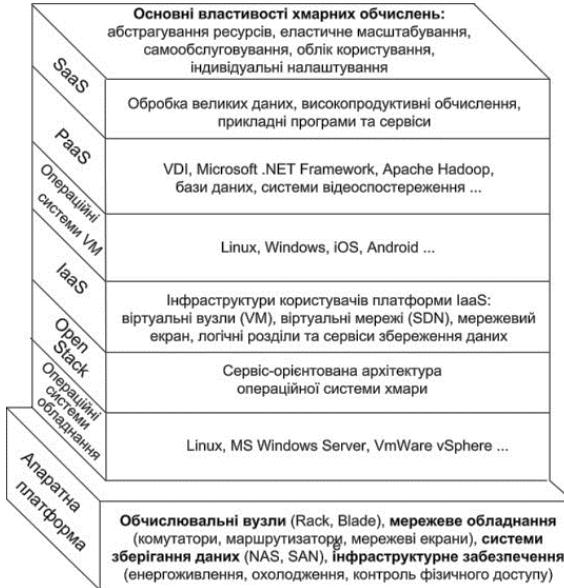 Основні властивості хмарних обчислень:
абстрагування ресурсів, еластичне масштабування,
самообслуговування, облік користування,
індивідуальні налаштування
SaaS
Обробка великих даних, високопродуктивні обчислення,
прикладні програми та сервіси
PaaS
VDI, Microsoft .NET Framework, Apache Hadoop,
бази даних, системи відеоспостереження ...
Операційні
системи VM
Linux, Windows, iOS, Android ...
IaaS
Інфраструктури користувачів платформи IaaS:
віртуальні вузли (VM), віртуальні мережі (SDN), мережевий
екран, логічні розділи та сервіси збереження даних
Open
Stack
Сервіс-орієнтована архітектура
операційної системи хмари
Операційні
системи
обладнання
Linux, MS Windows Server, VmWare vSphere ...
Апаратна
платформа
Обчислювальні вузли (Rack, Blade), мережеве обладнання
(комутатори, маршрутизатори, мережеві екрани), системи
зберігання даних (NAS, SAN), інфраструктурне забезпечення
(енергоживлення, охолодження, контроль фізичного доступу)